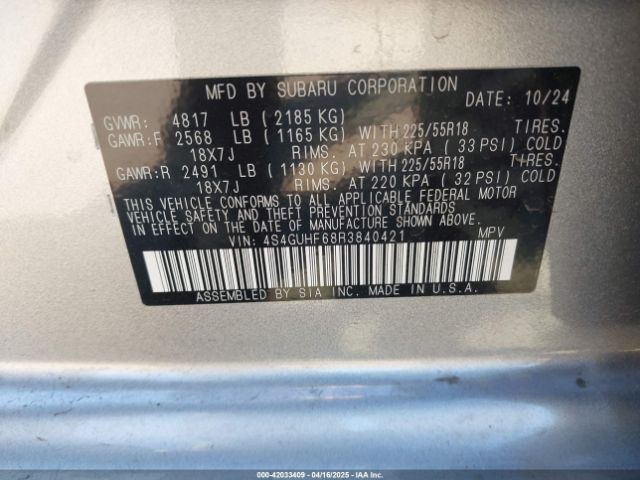 MFD BY SUBARU CORPORATION
DATE: 10/24
GVWR: 4817 LB (2185 KG)
GAWR:F 2568 LB (1165 KG) WITH 225/55R18 TIRES.
18X7J RIMS. AT 230 KPA (33 PSI) COLD
GAWR:R 2491 LB (1130 KG) WITH 225/55R18 TIRES.
18X7J RIMS. AT 220 KPA (32 PSI) COLD
THIS VEHICLE CONFORMS TO ALL APPLICABLE FEDERAL MOTOR
VEHICLE SAFETY AND THEFT PREVENTION STANDARDS
IN EFFECT ON THE DATE OF MANUFACTURE SHOWN ABOVE.
VIN: 4S4GUHF68R3840421 MPV
ASSEMBLED BY SIA INC. MADE IN U.S.A.
000-42033409 - 04/16/2025 - IAAI.COM